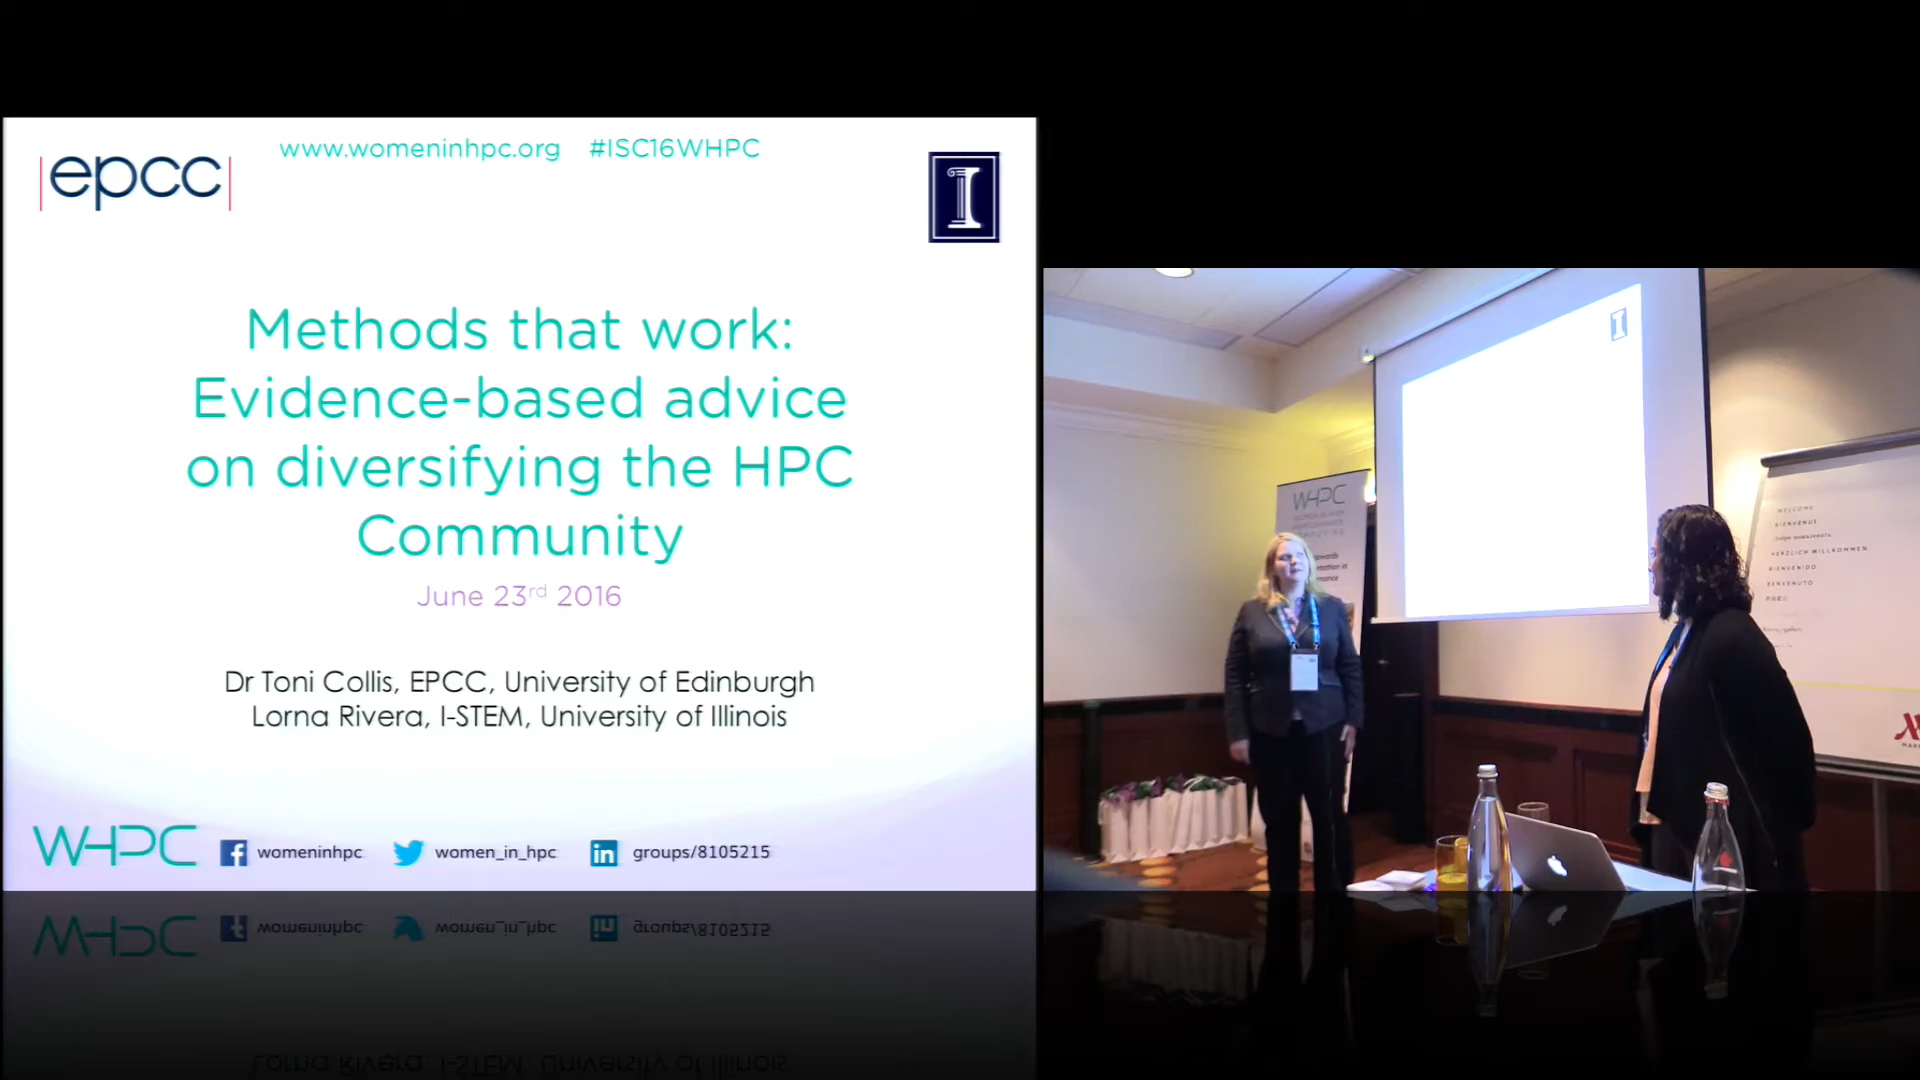 epcc
www.womeninhpc.org #ISC16WHPC
I
Methods that work:
Evidence-based advice
on diversifying the HPC
Community
June 23rd 2016
Dr Toni Collis, EPCC, University of Edinburgh
Lorna Rivera, I-STEM, University of Illinois
WHPC
womeninhpc
women_in_hpc
in
groups/8105215
WHPC
WELCOME
BIENVENUE
HERZLICH WILLKOMMEN
BIENVENIDO
BENVENUTO